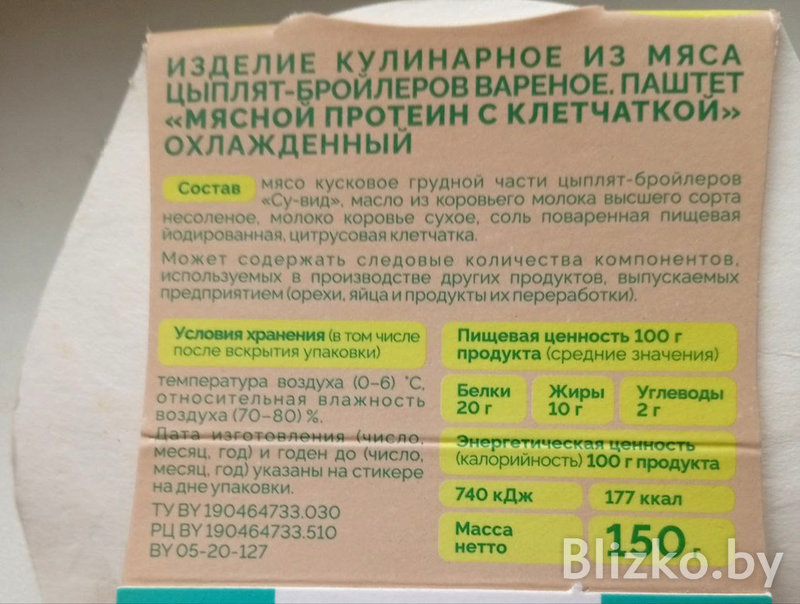 ИЗДЕЛИЕ КУЛИНАРНОЕ ИЗ МЯСА
ЦЫПЛЯТ-БРОЙЛЕРОВ ВАРЕНОЕ. ПАШТЕТ
«МЯСНОЙ ПРОТЕИН С КЛЕТЧАТКОЙ»
ОХЛАЖДЕННЫЙ
Состав мясо кусковое грудной части цыплят-бройлеров
«Су-вид», масло из коровьего молока высшего сорта
несоленое, молоко коровье сухое, соль поваренная пищевая
йодированная, цитрусовая клетчатка.
Может содержать следовые количества компонентов,
используемых в производстве других продуктов, выпускаемых
предприятием (орехи, яйца и продукты их переработки).
Условия хранения (в том числе
после вскрытия упаковки)
температура воздуха (0–6) °С,
относительная влажность
воздуха (70–80) %.
Дата изготовления (число,
месяц, год) и годен до (число,
месяц, год) указаны на стикере
на дне упаковки.
ТУ BY 190464733.030
РЦ BY 190464733.510
BY 05-20-127
Пищевая ценность 100 г
продукта (средние значения)
Белки
20 г
Жиры
10 г
Углеводы
2 г
Энергетическая ценность
(калорийность) 100 г продукта
740 кДж
177 ккал
Масса
нетто
150 г
Blizko.by